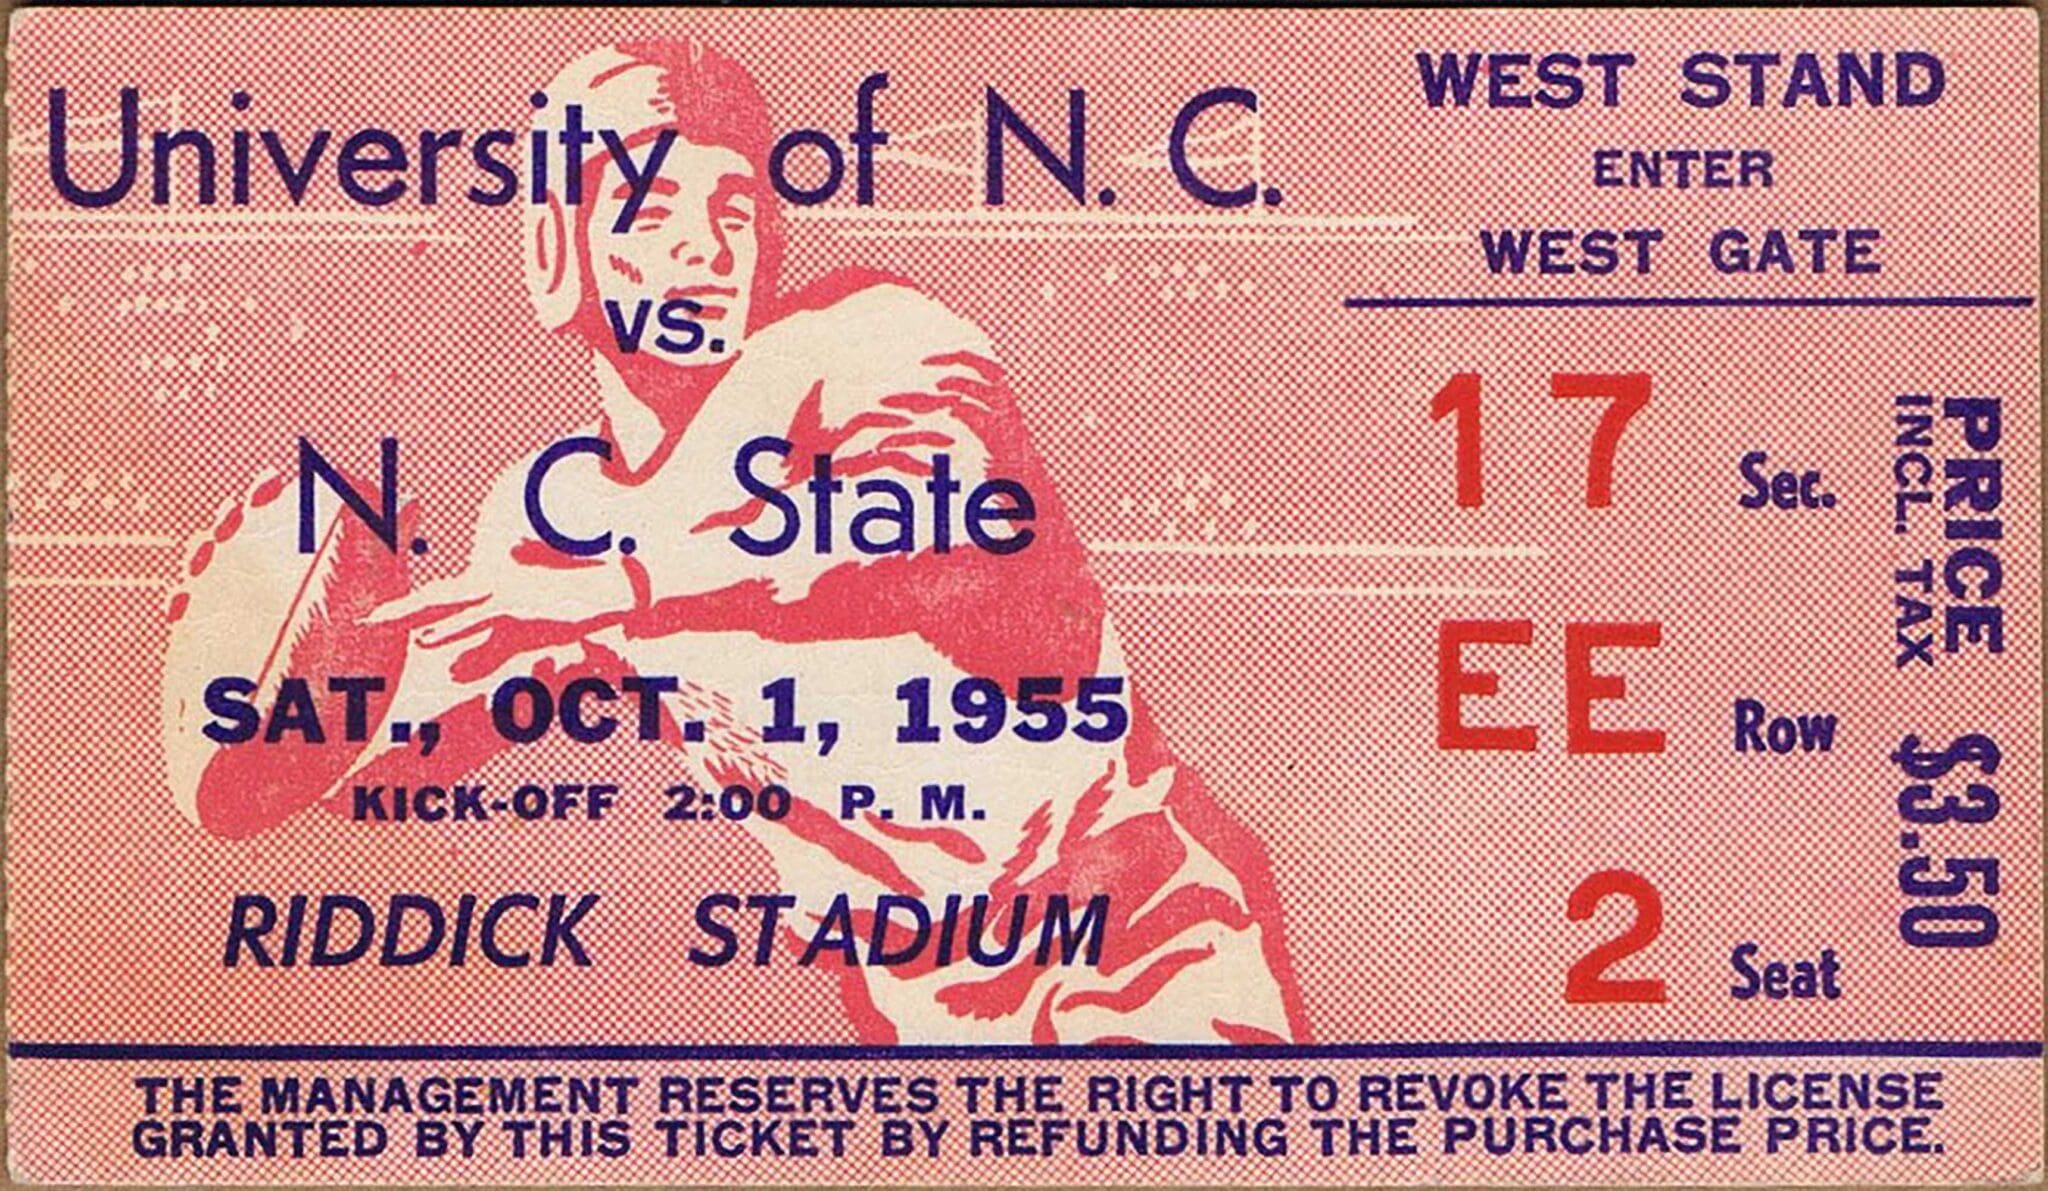 University of N. C.
vs.
N. C. State
SAT., OCT. 1, 1955
KICK-OFF 2:00 P. M.
RIDDICK STADIUM
WEST STAND
ENTER
WEST GATE
17 Sec.
EE Row
2 Seat
PRICE $3.50
INCL. TAX
THE MANAGEMENT RESERVES THE RIGHT TO REVOKE THE LICENSE
GRANTED BY THIS TICKET BY REFUNDING THE PURCHASE PRICE.